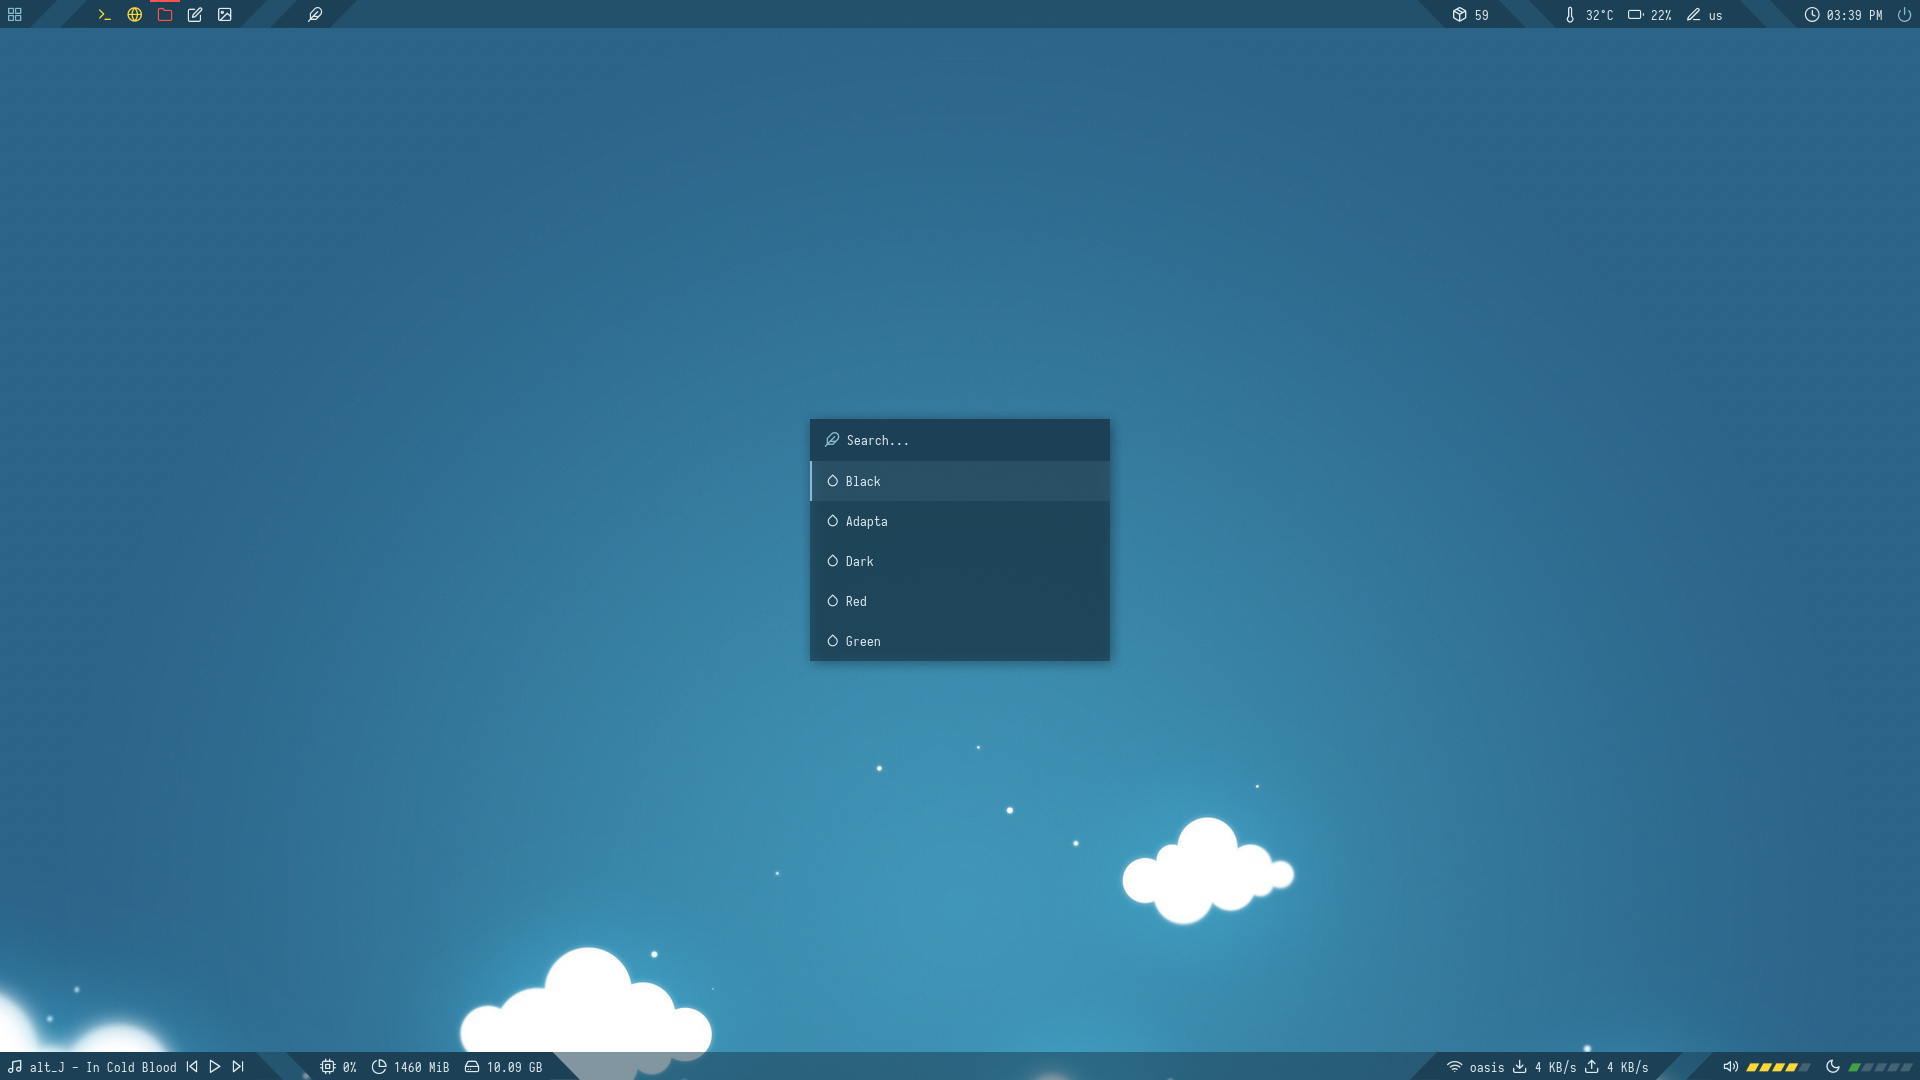 59
32°C 22% us
03:39 PM
Search...
Black
Adapta
Dark
Red
Green
alt_J - In Cold Blood
0% 1460 MiB 10.09 GB
oasis 4 KB/s 4 KB/s